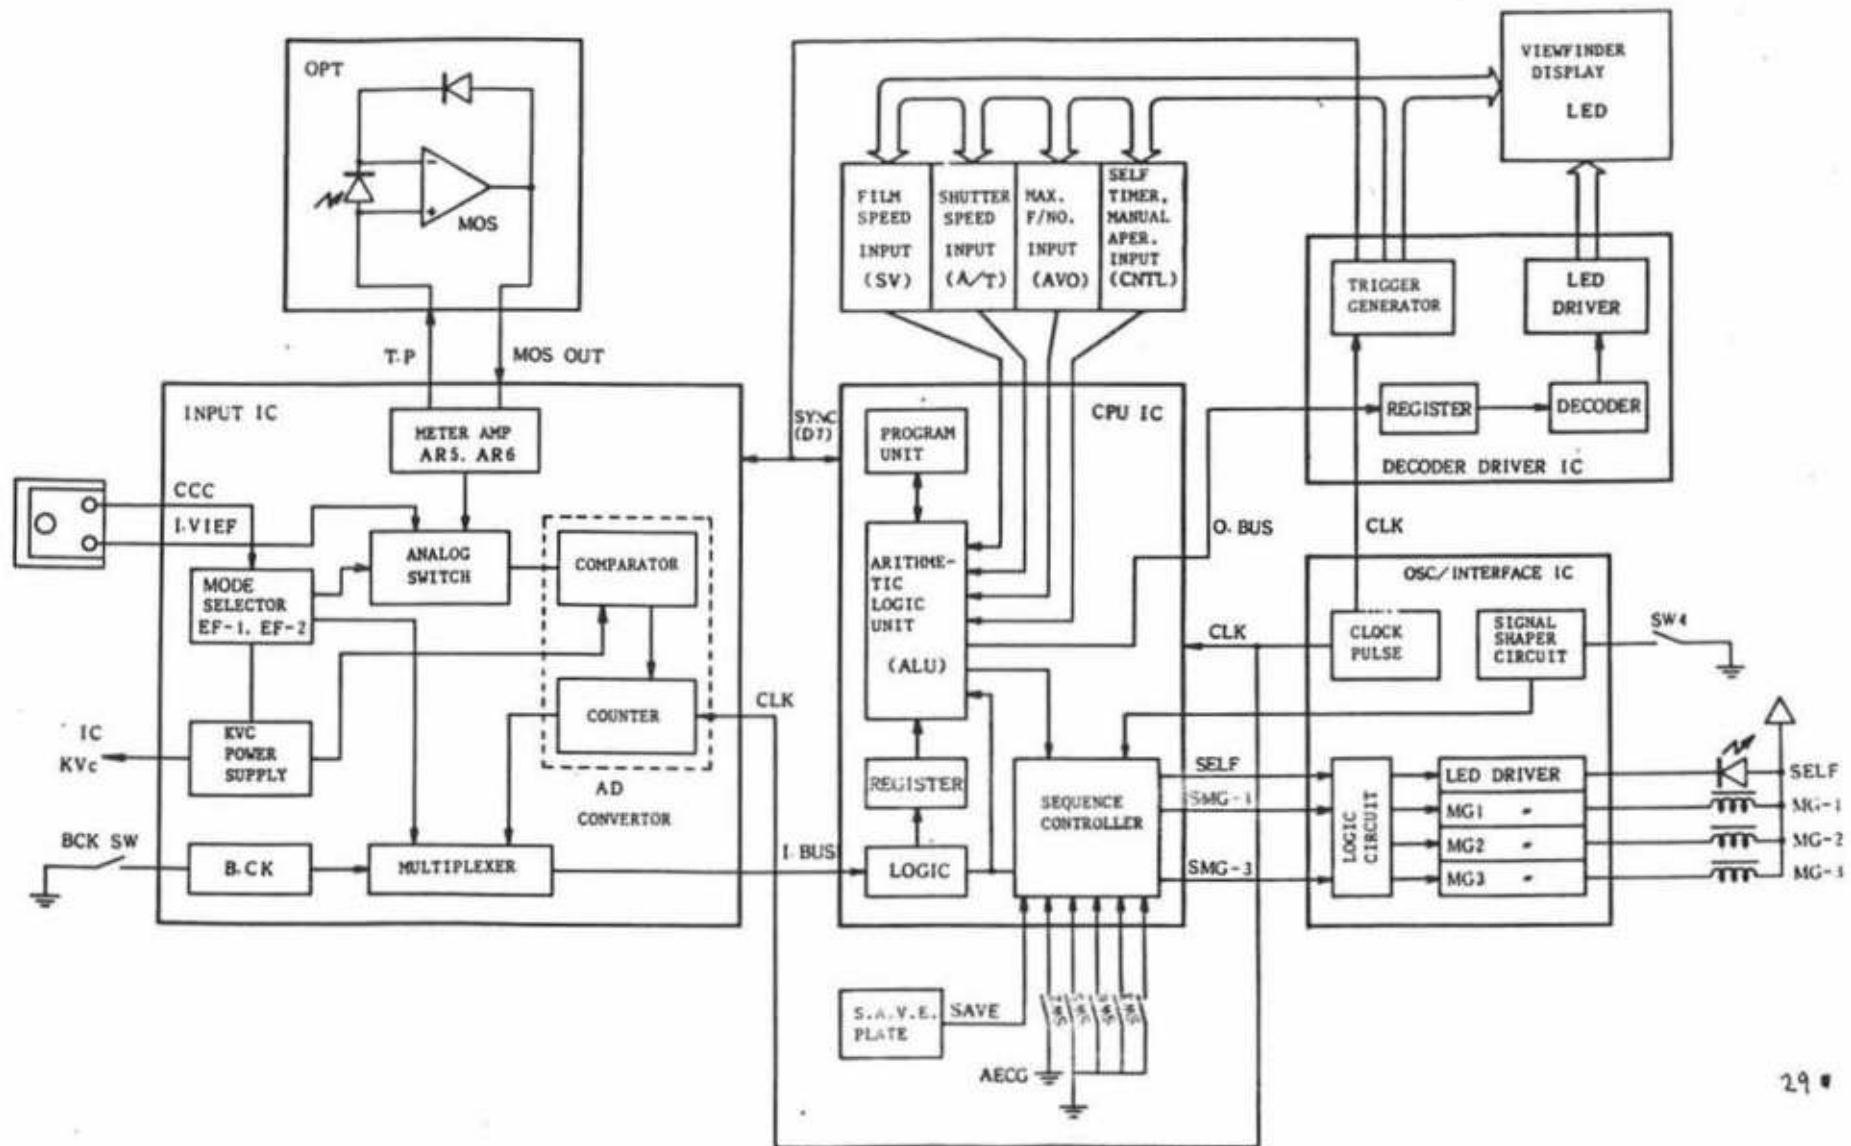 OPT
MOS
T.P
MOS OUT
VIEWFINDER
DISPLAY
LED
FILM
SPEED
INPUT
(SV)
SHUTTER
SPEED
INPUT
(A/T)
MAX.
F/NO.
INPUT
(AVO)
SELF
TIMER,
MANUAL
APER.
INPUT
(CNTL)
TRIGGER
GENERATOR
LED
DRIVER
REGISTER
DECODER
DECODER DRIVER IC
INPUT IC
METER AMP
AR5. AR6
SYNC
(D7)
CPU IC
PROGRAM
UNIT
CCC
I.VIEF
ANALOG
SWITCH
COMPARATOR
MODE
SELECTOR
EF-1. EF-2
COUNTER
AD
CONVERTOR
CLK
IC
KVc
KVC
POWER
SUPPLY
BCK SW
B.CK
MULTIPLEXER
I.BUS
ARITHME-
TIC
LOGIC
UNIT
(ALU)
REGISTER
LOGIC
SEQUENCE
CONTROLLER
O.BUS
CLK
CLK
OSC/INTERFACE IC
CLOCK
PULSE
SIGNAL
SHAPER
CIRCUIT
SW4
SELF
SMG-1
SMG-3
LOGIC
CIRCUIT
LED DRIVER
MG1 "
MG2 "
MG3 "
SELF
MG-1
MG-2
S.A.V.E.
PLATE
SAVE
AECG
29